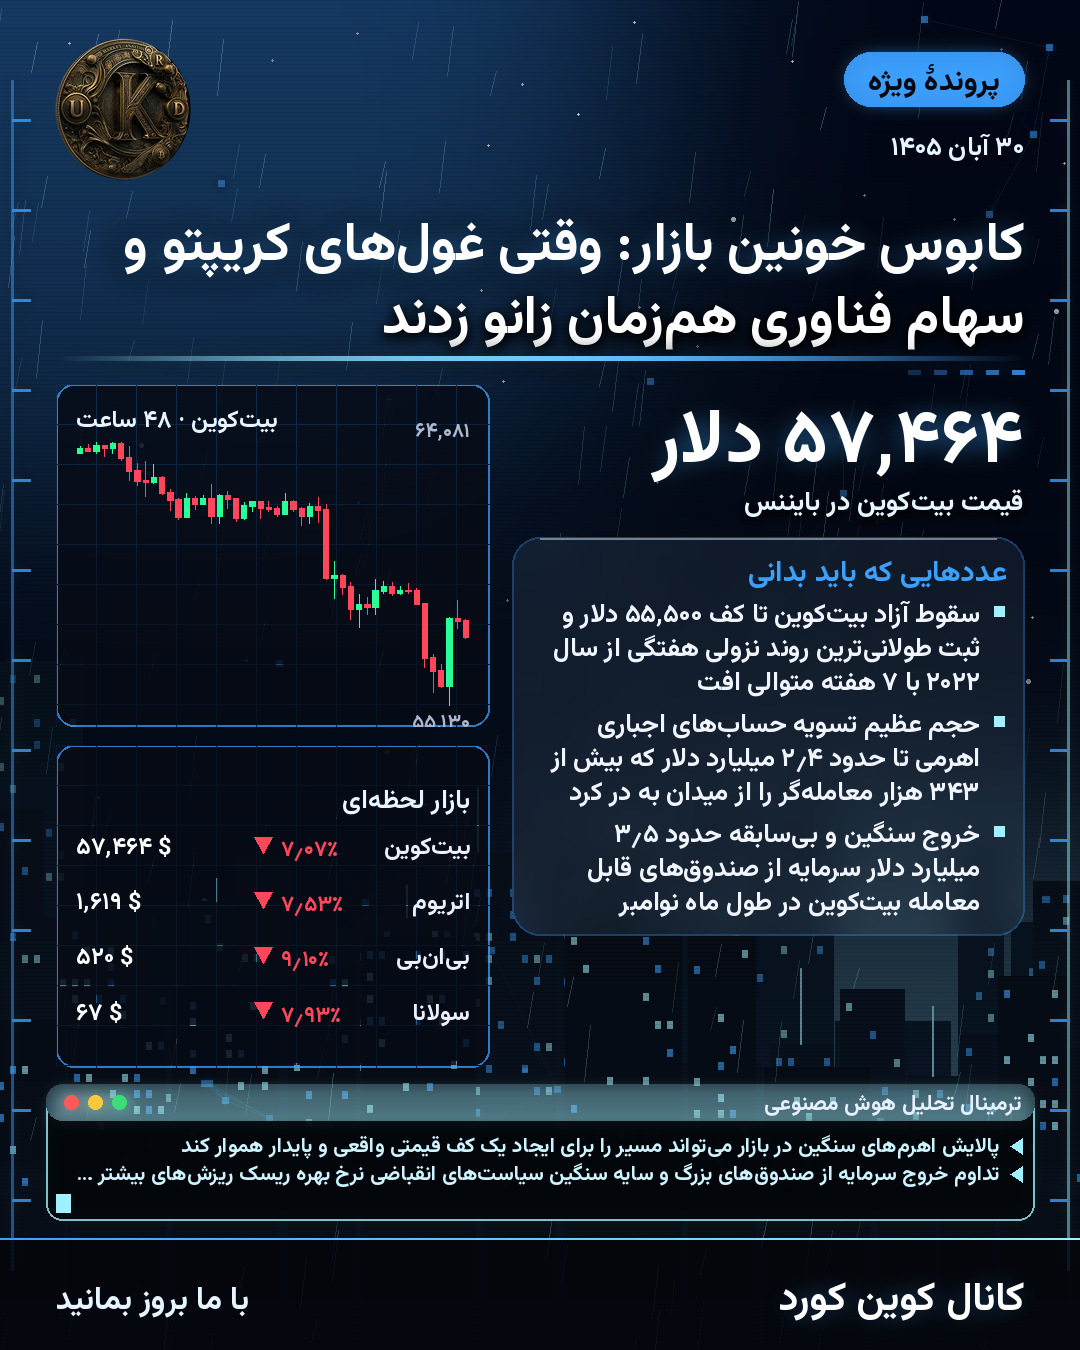 پروندهٔ ویژه
۳۰ آبان ۱۴۰۵
کابوس خونین بازار: وقتی غول‌های کریپتو و
سهام فناوری هم‌زمان زانو زدند
۵۷,۴۶۴ دلار
قیمت بیت‌کوین در بایننس
عددهایی که باید بدانی
سقوط آزاد بیت‌کوین تا کف ۵۵,۵۰۰ دلار و
ثبت طولانی‌ترین روند نزولی هفتگی از سال
۲۰۲۲ با ۷ هفته متوالی افت
حجم عظیم تسویه حساب‌های اجباری
اهرمی تا حدود ۲٫۴ میلیارد دلار که بیش از
۳۴۳ هزار معامله‌گر را از میدان به در کرد
خروج سنگین و بی‌سابقه حدود ۳٫۵
میلیارد دلار سرمایه از صندوق‌های قابل
معامله بیت‌کوین در طول ماه نوامبر
بیت‌کوین · ۴۸ ساعت
۶۴,۰۸۱
۵۵,۱۳۰
بازار لحظه‌ای
بیت‌کوین ۷٫۰۷٪ ▼ ۵۷,۴۶۴ $
اتریوم ۷٫۵۳٪ ▼ ۱,۶۱۹ $
بی‌ان‌بی ۹٫۱۰٪ ▼ ۵۲۰ $
سولانا ۷٫۹۳٪ ▼ ۶۷ $
ترمینال تحلیل هوش مصنوعی
پالایش اهرم‌های سنگین در بازار می‌تواند مسیر را برای ایجاد یک کف قیمتی واقعی و پایدار هموار کند
تداوم خروج سرمایه از صندوق‌های بزرگ و سایه سنگین سیاست‌های انقباضی نرخ بهره ریسک ریزش‌های بیشتر ...
کانال کوین کورد
با ما بروز بمانید
K
U
R
D